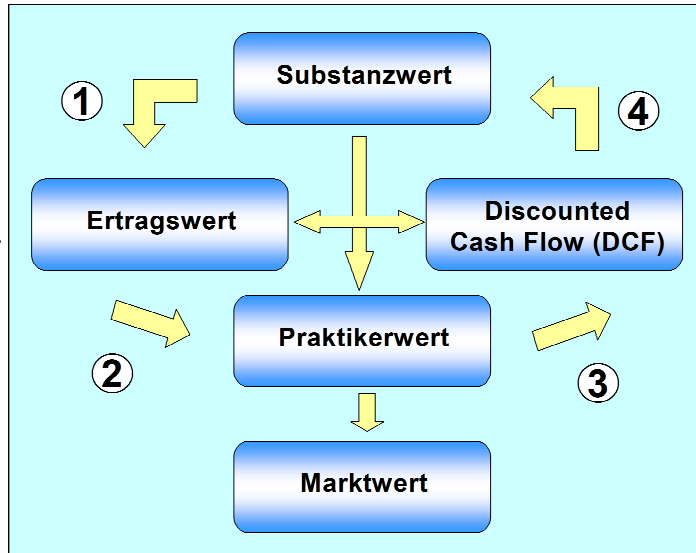 Substanzwert
1
4
Ertragswert
Discounted
Cash Flow (DCF)
Praktikerwert
2
3
Marktwert